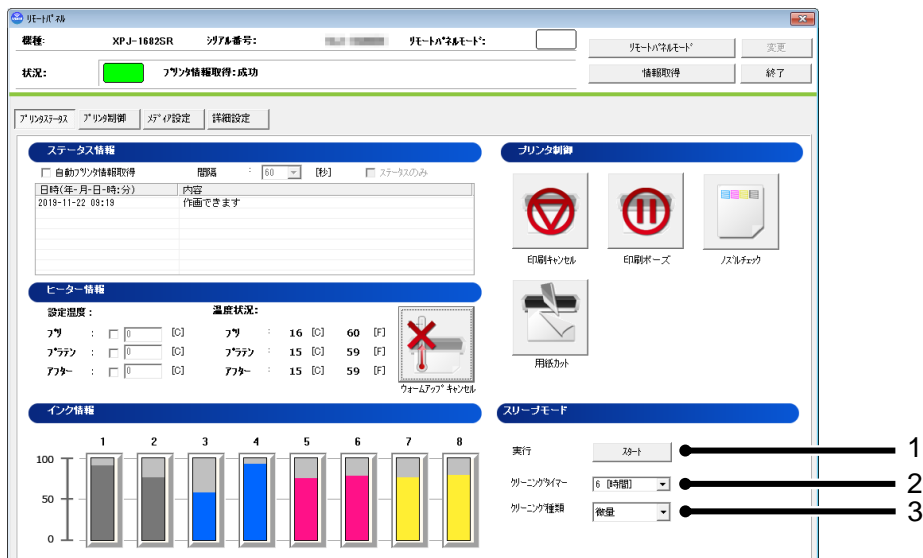 リモートパネル
機種: XPJ-1682SR シリアル番号: リモートパネルモード:
リモートパネルモード 変更
状況: プリンタ情報取得:成功
情報取得 終了
プリンタステータス プリンタ制御 メディア設定 詳細設定
ステータス情報
自動プリンタ情報取得 間隔 : 60 [秒] ステータスのみ
日時(年-月-日-時:分) 内容
2019-11-22 09:19 作画できます
ヒーター情報
設定温度: 温度状況:
プリ : 0 [C] プリ : 16 [C] 60 [F]
プラテン : 0 [C] プラテン : 15 [C] 59 [F]
アフター : 0 [C] アフター : 15 [C] 59 [F]
ウォームアップ キャンセル
インク情報
1 2 3 4 5 6 7 8
100
50
0
プリンタ制御
印刷キャンセル 印刷ポーズ ノズルチェック
用紙カット
スリープモード
実行 スタート 1
クリーニングタイマー 6 [時間] 2
クリーニング種類 微量 3